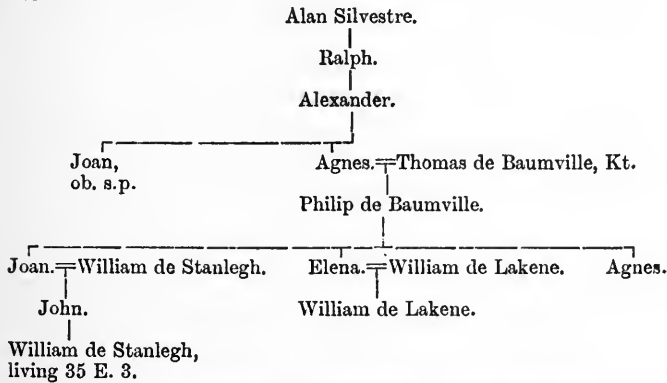 Alan Silvestre.
Ralph.
Alexander.
Joan,
ob. s.p.
Agnes.=Thomas de Baumville, Kt.
Philip de Baumville.
Joan.=William de Stanlegh.
Elena.=William de Lakene.
Agnes.
John.
William de Lakene.
William de Stanlegh,
living 35 E. 3.